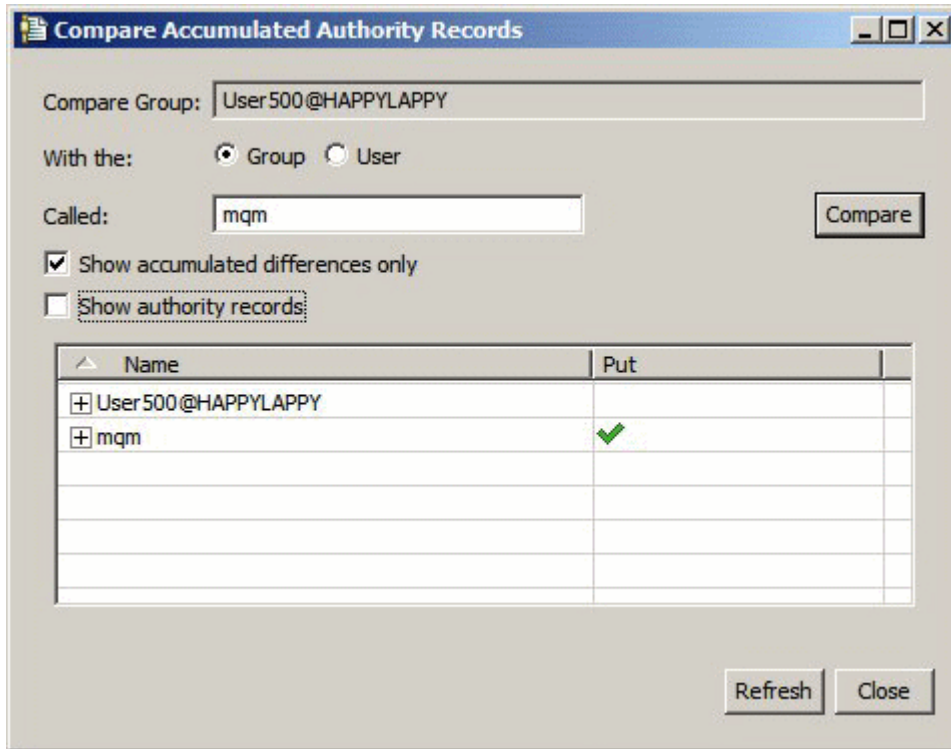 Compare Accumulated Authority Records
Compare Group: User500@HAPPYLAPPY
With the: Group User
Called: mqm Compare
Show accumulated differences only
Show authority records
Name Put
User500@HAPPYLAPPY
mqm
Refresh Close